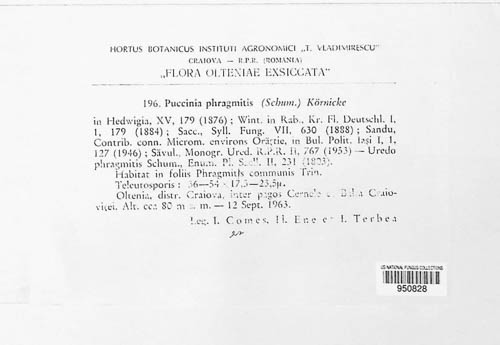 HORTUS BOTANICUS INSTITUTI AGRONOMICI „T. VLADIMIRESCU"
CRAIOVA — R.P.R. (ROMANIA)
„FLORA OLTENIAE EXSICCATA"
196. Puccinia phragmitis (Schum.) Körnicke
in Hedwigia, XV, 179 (1876) ; Wint. in Rab., Kr. Fl. Deutschl. I,
1, 179 (1884) ; Sacc., Syll. Fung. VII, 630 (1888) ; Sandu,
Contrib. conn. Microm. environs Orăştie, in Bul. Polit. Iaşi I, 1,
127 (1946) ; Săvul., Monogr. Ured. R.P.R. II, 767 (1953) — Uredo
phragmitis Schum., Enum. Pl. Saell. II, 231 (1803).
Habitat in foliis Phragmitis communis Trin.
Teleutosporis : 36—54 x 17,5—23,5µ.
Oltenia, distr. Craiova, inter pagos Cernele et Craio-
viţei. Alt. cca 80 m — 12 Sept. 1963.
Leg. I. Comes, H. Ene et I. Terbea
US NATIONAL FUNGUS COLLECTIONS
950828